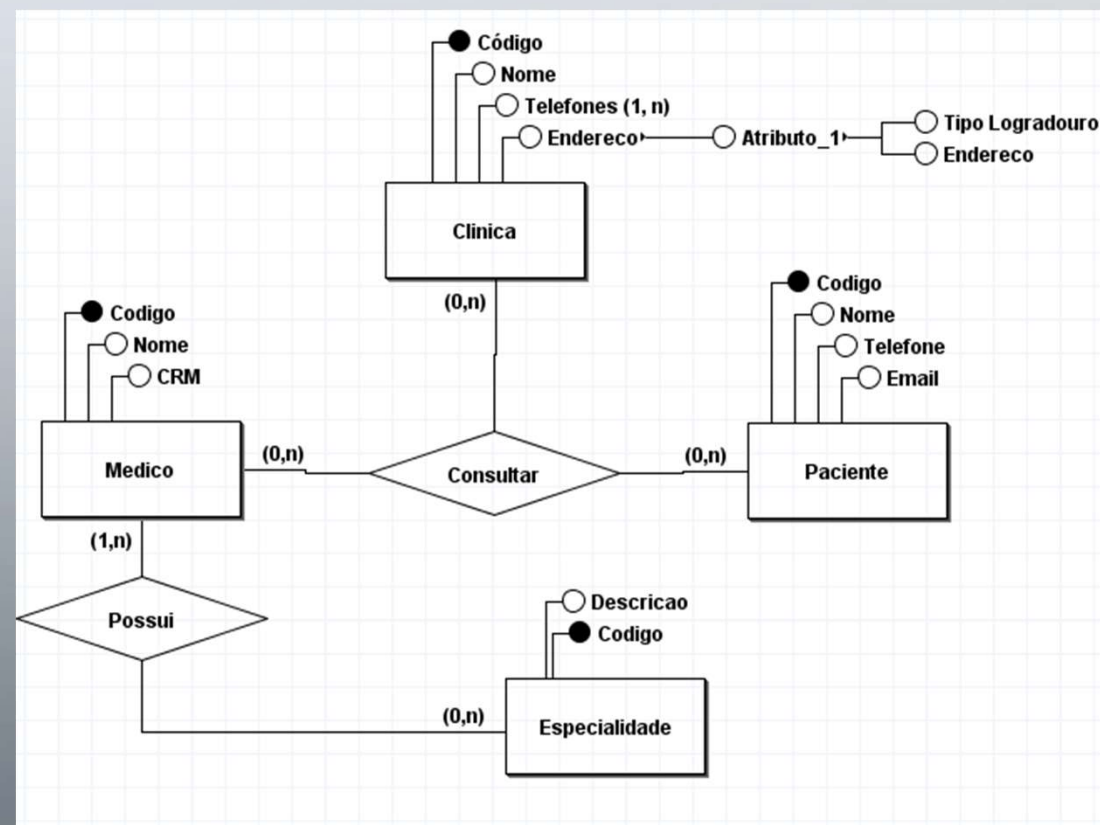 Código
Nome
Telefones (1, n)
Endereco
Atributo_1
Tipo Logradouro
Endereco
Clinica
(0,n)
Codigo
Nome
CRM
Medico
(0,n)
Consultar
(0,n)
Codigo
Nome
Telefone
Email
Paciente
(1,n)
Possui
(0,n)
Descricao
Codigo
Especialidade